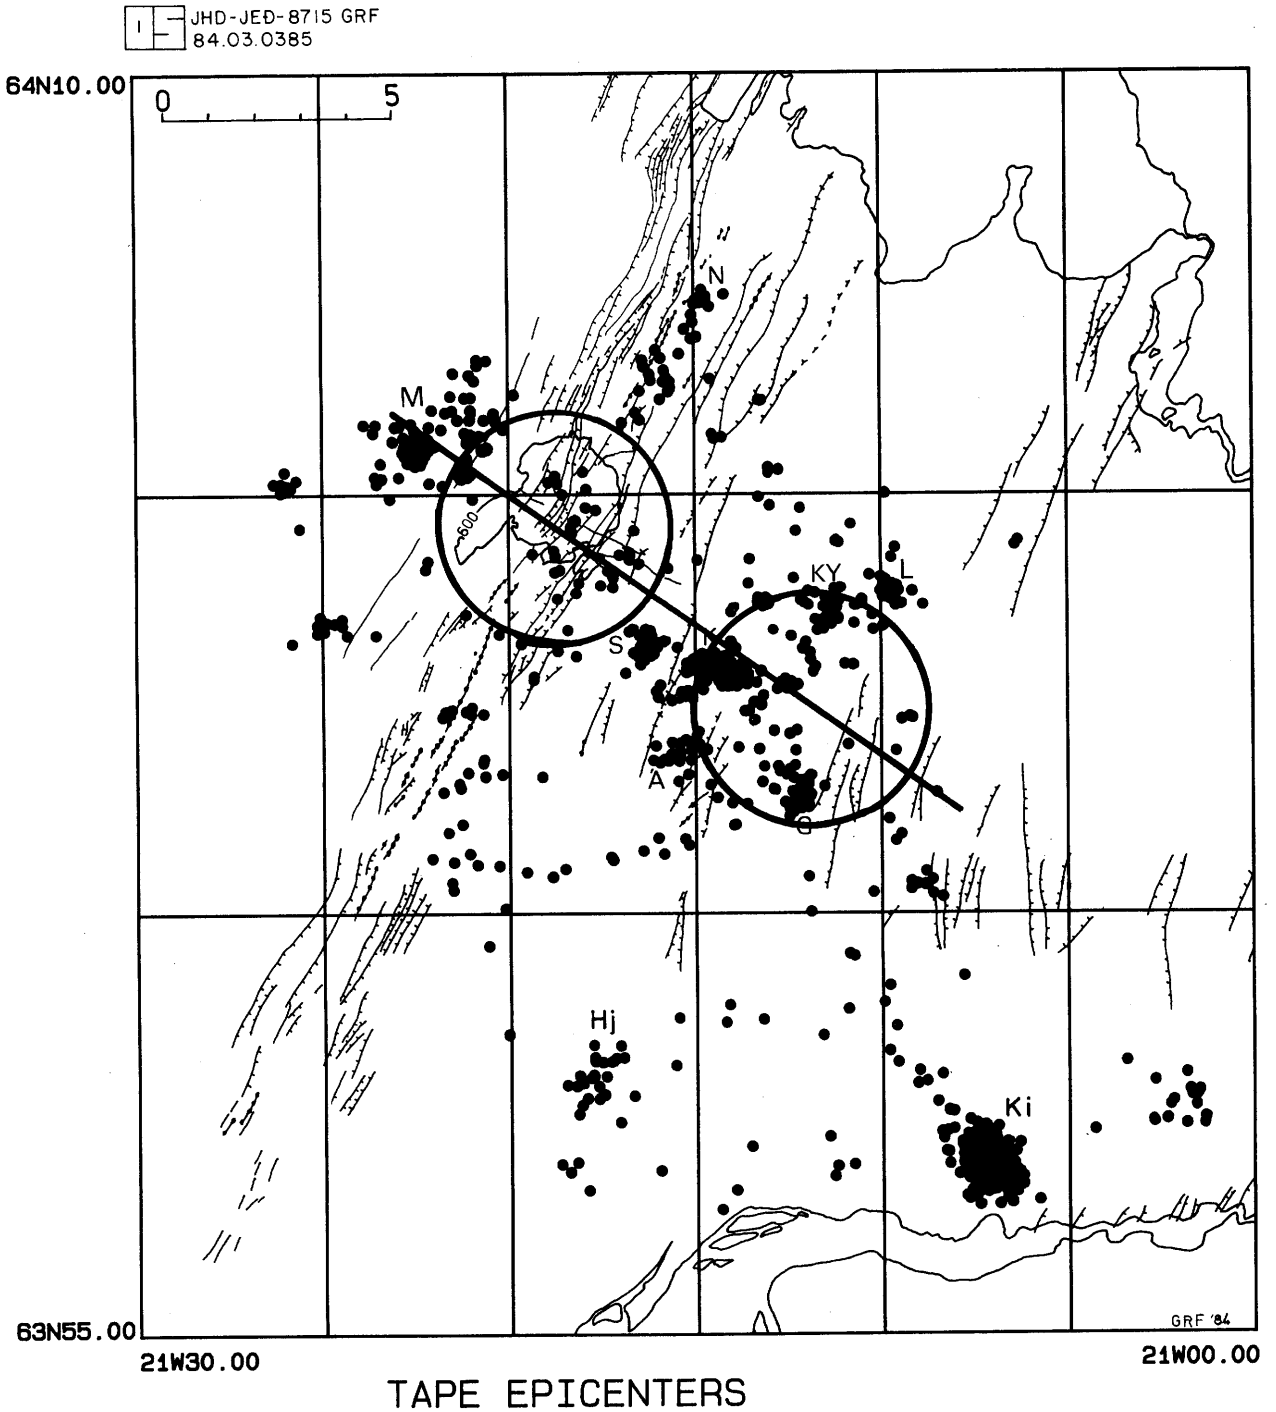 JHD-JED-8715 GRF
84.03.0385
64N10.00
0 5
N
M
600
KY
L
S
T
A
G
Hj
Ki
GRF '84
63N55.00
21W30.00
21W00.00
TAPE EPICENTERS